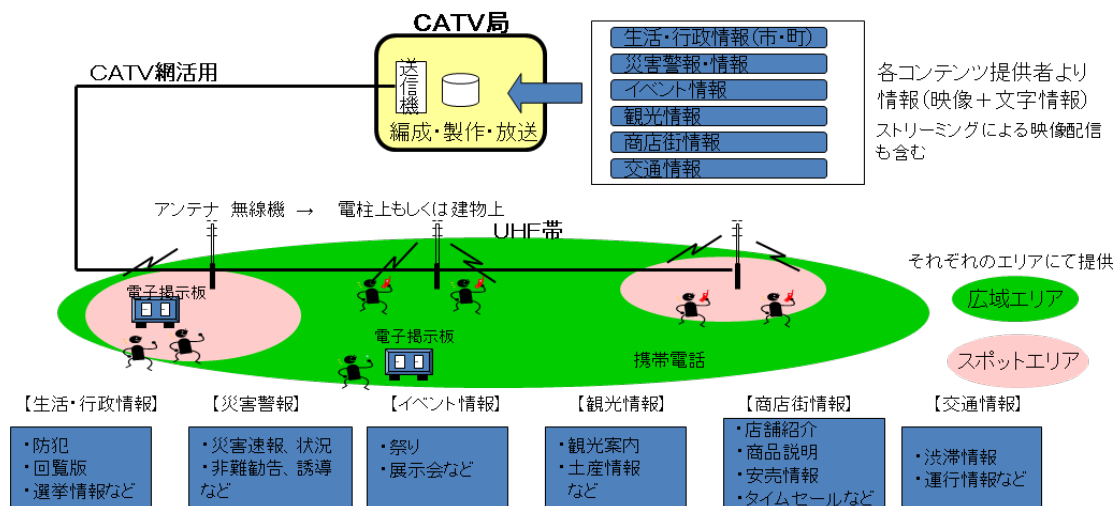 CATV局
CATV網活用
送信機
編成・製作・放送
生活・行政情報(市・町)
災害警報・情報
イベント情報
観光情報
商店街情報
交通情報
各コンテンツ提供者より
情報(映像+文字情報)
ストリーミングによる映像配信
も含む
アンテナ 無線機 → 電柱上もしくは建物上
UHF帯
電子掲示板
電子掲示板
携帯電話
それぞれのエリアにて提供
広域エリア
スポットエリア
【生活・行政情報】
・防犯
・回覧版
・選挙情報など
【災害警報】
・災害速報、状況
・非難勧告、誘導
など
【イベント情報】
・祭り
・展示会など
【観光情報】
・観光案内
・土産情報
など
【商店街情報】
・店舗紹介
・商品説明
・安売情報
・タイムセールなど
【交通情報】
・渋滞情報
・運行情報など